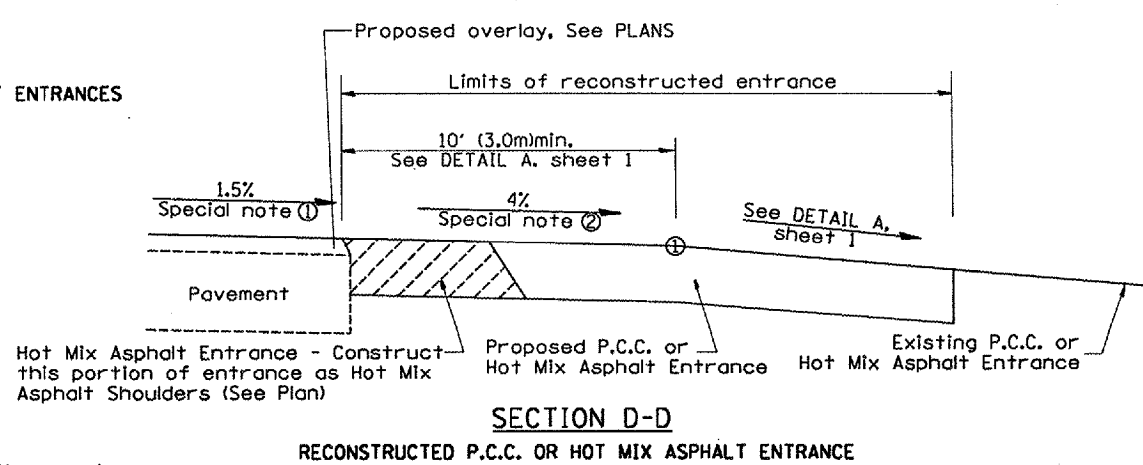 Proposed overlay, See PLANS
ENTRANCES
Limits of reconstructed entrance
10' (3.0m)min.
See DETAIL A. sheet 1
1.5%
Special note ①
4%
Special note ②
See DETAIL A.
sheet 1
①
Pavement
Hot Mix Asphalt Entrance - Construct
this portion of entrance as Hot Mix
Asphalt Shoulders (See Plan)
Proposed P.C.C. or
Hot Mix Asphalt Entrance
Existing P.C.C. or
Hot Mix Asphalt Entrance
SECTION D-D
RECONSTRUCTED P.C.C. OR HOT MIX ASPHALT ENTRANCE